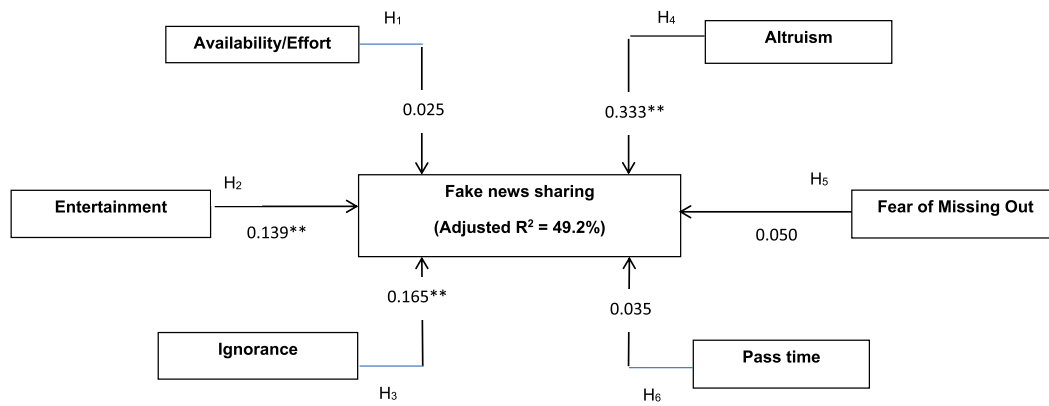 H₁
H₄
Availability/Effort
Altruism
0.025
0.333**
H₂
Fake news sharing
H₅
Entertainment
(Adjusted R² = 49.2%)
Fear of Missing Out
0.139**
0.050
0.165**
0.035
Ignorance
Pass time
H₃
H₆